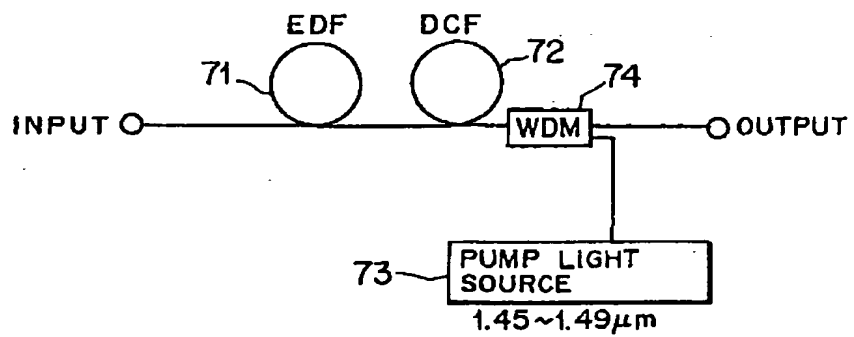 EDF
DCF
71
72
74
INPUT
WDM
OUTPUT
73
PUMP LIGHT
SOURCE
1.45~1.49μm